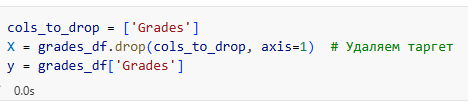 cols_to_drop = ['Grades']
X = grades_df.drop(cols_to_drop, axis=1)  # Удаляем таргет
y = grades_df['Grades']
0.0s